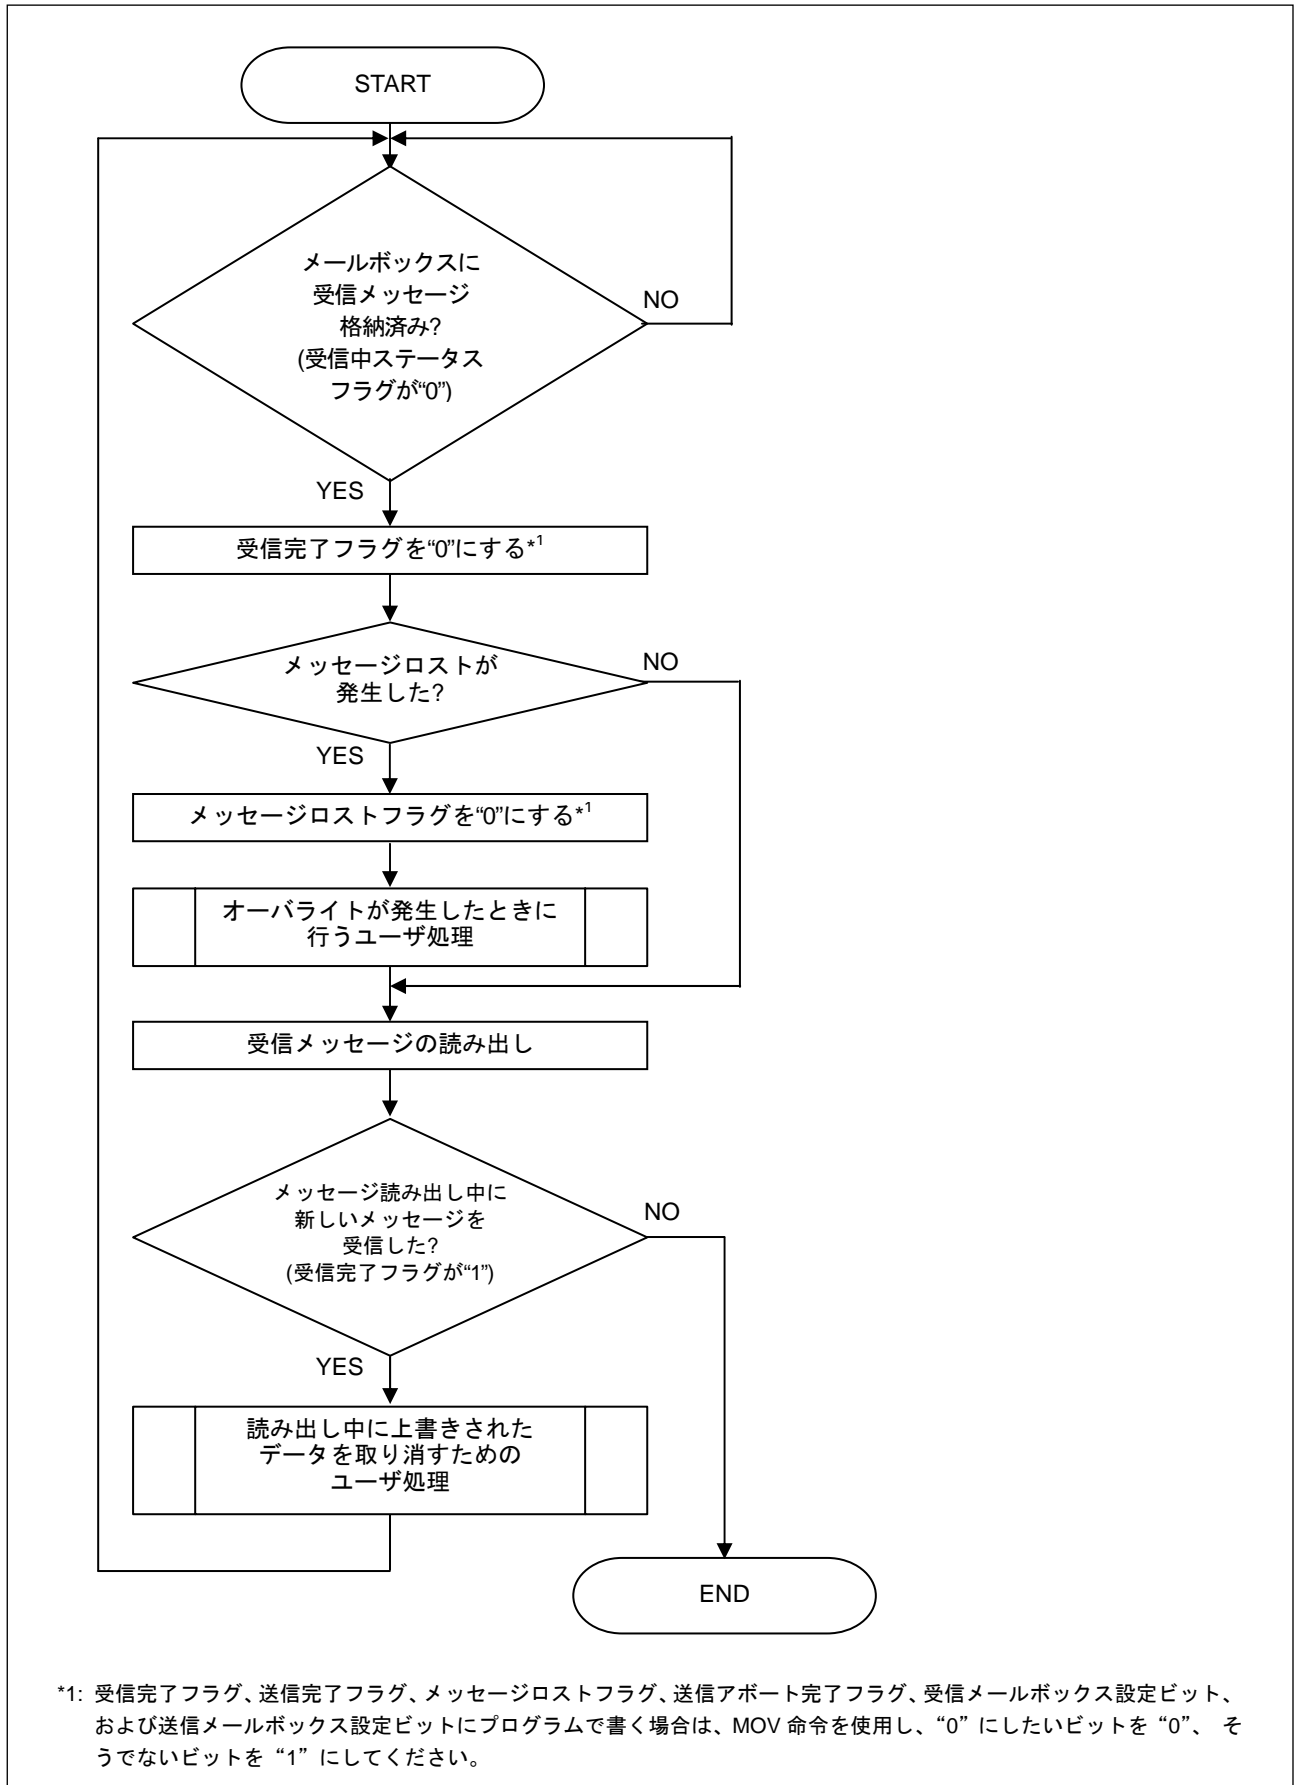 START
メールボックスに
受信メッセージ
格納済み?
(受信中ステータス
フラグが“0”)
NO
YES
受信完了フラグを“0”にする*1
メッセージロストが
発生した?
NO
YES
メッセージロストフラグを“0”にする*1
オーバライトが発生したときに
行うユーザ処理
受信メッセージの読み出し
メッセージ読み出し中に
新しいメッセージを
受信した?
(受信完了フラグが“1”)
NO
YES
読み出し中に上書きされた
データを取り消すための
ユーザ処理
END
*1: 受信完了フラグ、送信完了フラグ、メッセージロストフラグ、送信アボート完了フラグ、受信メールボックス設定ビット、
および送信メールボックス設定ビットにプログラムで書く場合は、MOV 命令を使用し、“0” にしたいビットを “0”、 そ
うでないビットを “1” にしてください。